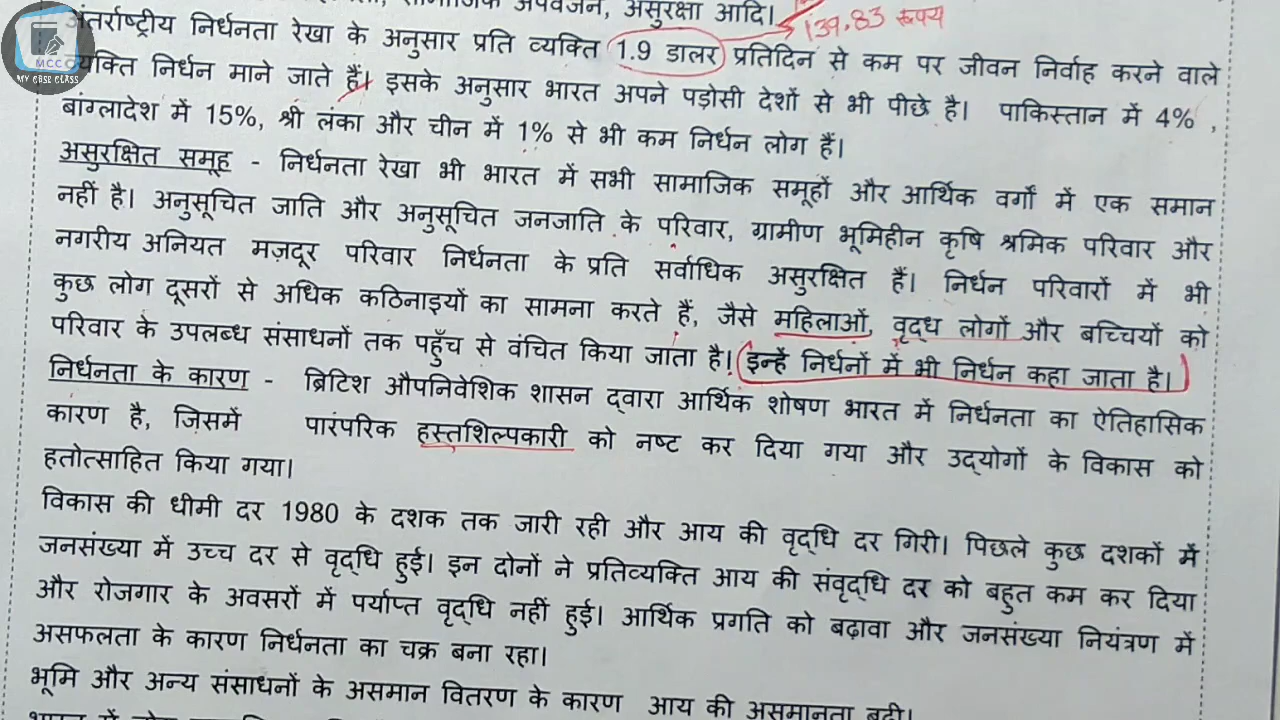 अपवर्जन, असुरक्षा आदि।
139.83 रूपय
अंतर्राष्ट्रीय निर्धनता रेखा के अनुसार प्रति व्यक्ति 1.9 डालर प्रतिदिन से कम पर जीवन निर्वाह करने वाले
व्यक्ति निर्धन माने जाते हैं। इसके अनुसार भारत अपने पड़ोसी देशों से भी पीछे है। पाकिस्तान में 4% ,
बांग्लादेश में 15%, श्री लंका और चीन में 1% से भी कम निर्धन लोग हैं।
असुरक्षित समूह - निर्धनता रेखा भी भारत में सभी सामाजिक समूहों और आर्थिक वर्गों में एक समान
नहीं है। अनुसूचित जाति और अनुसूचित जनजाति के परिवार, ग्रामीण भूमिहीन कृषि श्रमिक परिवार और
नगरीय अनियत मज़दूर परिवार निर्धनता के प्रति सर्वाधिक असुरक्षित हैं। निर्धन परिवारों में भी
कुछ लोग दूसरों से अधिक कठिनाइयों का सामना करते हैं, जैसे महिलाओं, वृद्ध लोगों और बच्चियों को
परिवार के उपलब्ध संसाधनों तक पहुँच से वंचित किया जाता है। इन्हें निर्धनों में भी निर्धन कहा जाता है।
निर्धनता के कारण - ब्रिटिश औपनिवेशिक शासन द्वारा आर्थिक शोषण भारत में निर्धनता का ऐतिहासिक
कारण है, जिसमें पारंपरिक हस्तशिल्पकारी को नष्ट कर दिया गया और उद्योगों के विकास को
हतोत्साहित किया गया।
विकास की धीमी दर 1980 के दशक तक जारी रही और आय की वृद्धि दर गिरी। पिछले कुछ दशकों में
जनसंख्या में उच्च दर से वृद्धि हुई। इन दोनों ने प्रतिव्यक्ति आय की संवृद्धि दर को बहुत कम कर दिया
और रोजगार के अवसरों में पर्याप्त वृद्धि नहीं हुई। आर्थिक प्रगति को बढ़ावा और जनसंख्या नियंत्रण में
असफलता के कारण निर्धनता का चक्र बना रहा।
भूमि और अन्य संसाधनों के असमान वितरण के कारण आय की असमानता बढ़ी।
MCC
MY CBSE CLASS